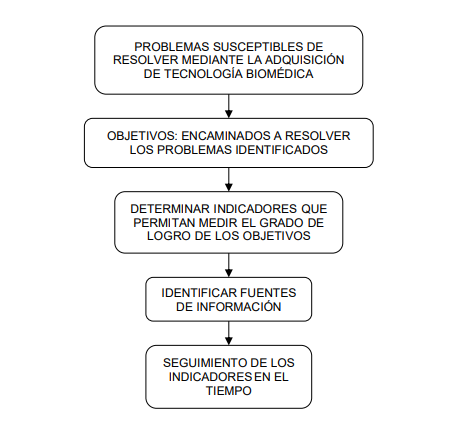 PROBLEMAS SUSCEPTIBLES DE
RESOLVER MEDIANTE LA ADQUISICIÓN
DE TECNOLOGÍA BIOMÉDICA
OBJETIVOS: ENCAMINADOS A RESOLVER
LOS PROBLEMAS IDENTIFICADOS
DETERMINAR INDICADORES QUE
PERMITAN MEDIR EL GRADO DE
LOGRO DE LOS OBJETIVOS
IDENTIFICAR FUENTES
DE INFORMACIÓN
SEGUIMIENTO DE LOS
INDICADORES EN EL
TIEMPO